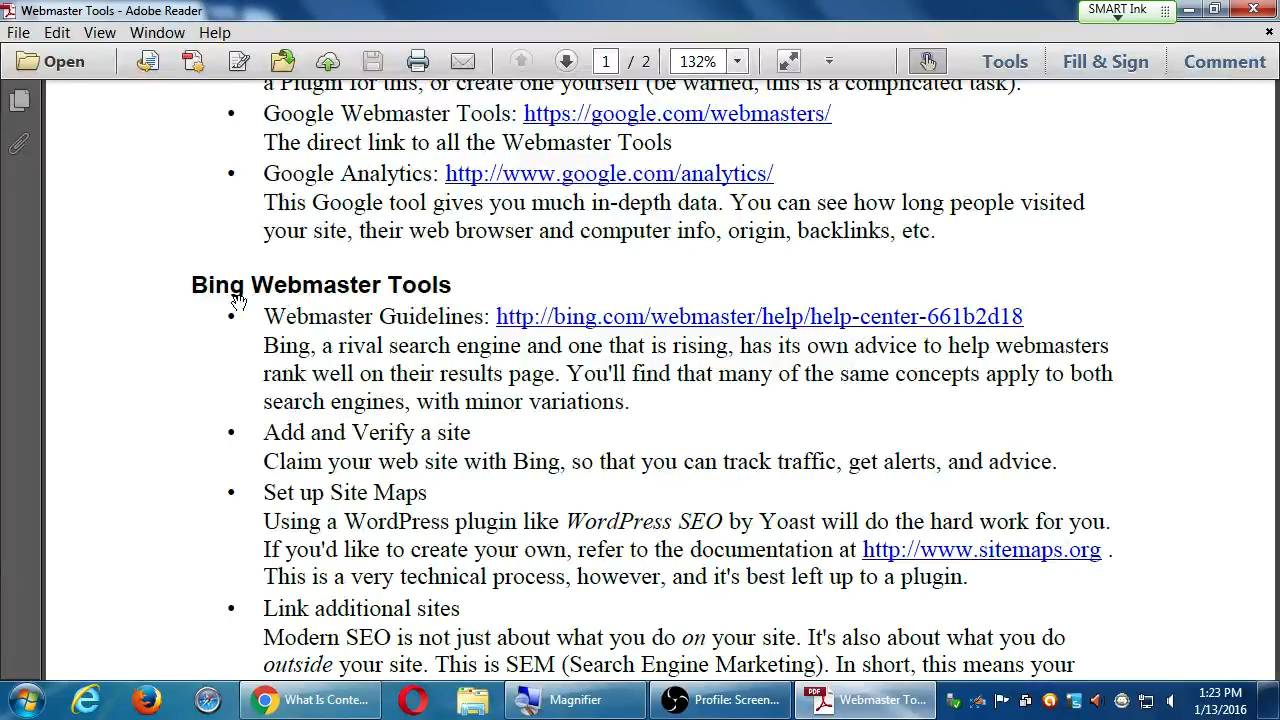 Webmaster Tools - Adobe Reader
SMART Ink
File Edit View Window Help
Open 1 / 2 132% Tools Fill & Sign Comment
a Plugin for this, or create one yourself (be warned, this is a complicated task).
• Google Webmaster Tools: https://google.com/webmasters/
The direct link to all the Webmaster Tools
• Google Analytics: http://www.google.com/analytics/
This Google tool gives you much in-depth data. You can see how long people visited
your site, their web browser and computer info, origin, backlinks, etc.
Bing Webmaster Tools
• Webmaster Guidelines: http://bing.com/webmaster/help/help-center-661b2d18
Bing, a rival search engine and one that is rising, has its own advice to help webmasters
rank well on their results page. You'll find that many of the same concepts apply to both
search engines, with minor variations.
• Add and Verify a site
Claim your web site with Bing, so that you can track traffic, get alerts, and advice.
• Set up Site Maps
Using a WordPress plugin like WordPress SEO by Yoast will do the hard work for you.
If you'd like to create your own, refer to the documentation at http://www.sitemaps.org .
This is a very technical process, however, and it's best left up to a plugin.
• Link additional sites
Modern SEO is not just about what you do on your site. It's also about what you do
outside your site. This is SEM (Search Engine Marketing). In short, this means your
What Is Conte... Magnifier Profile: Screen... PDF Webmaster To... 1:23 PM
1/13/2016